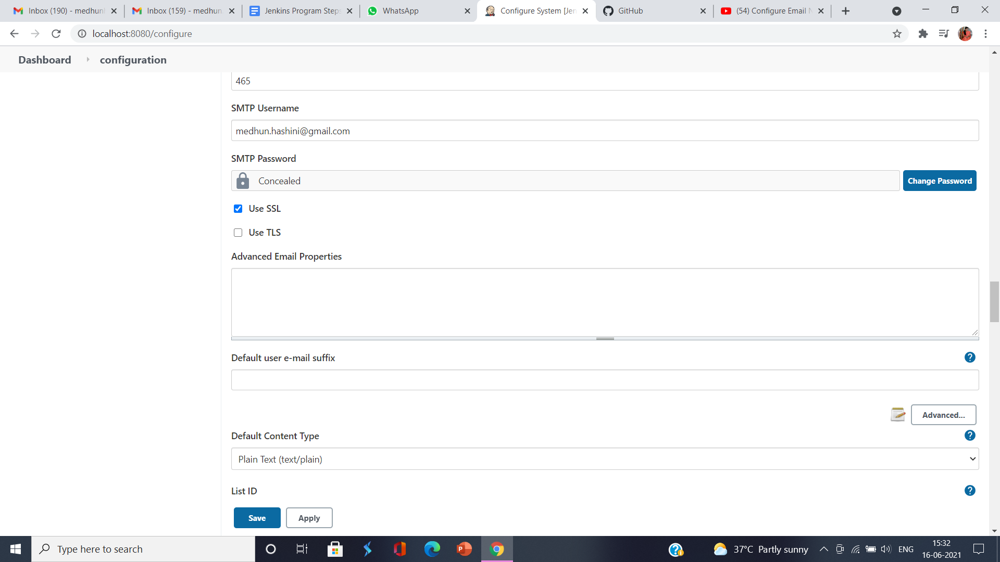 Inbox (190) - medhunl
Inbox (159) - medhun.
Jenkins Program Steps
WhatsApp
Configure System [Jen
GitHub
(54) Configure Email N
localhost:8080/configure
Dashboard
configuration
465
SMTP Username
medhun.hashini@gmail.com
SMTP Password
Concealed
Change Password
Use SSL
Use TLS
Advanced Email Properties
Default user e-mail suffix
?
Advanced...
Default Content Type
?
Plain Text (text/plain)
List ID
?
Save
Apply
Type here to search
37°C Partly sunny
ENG
15:32
16-06-2021